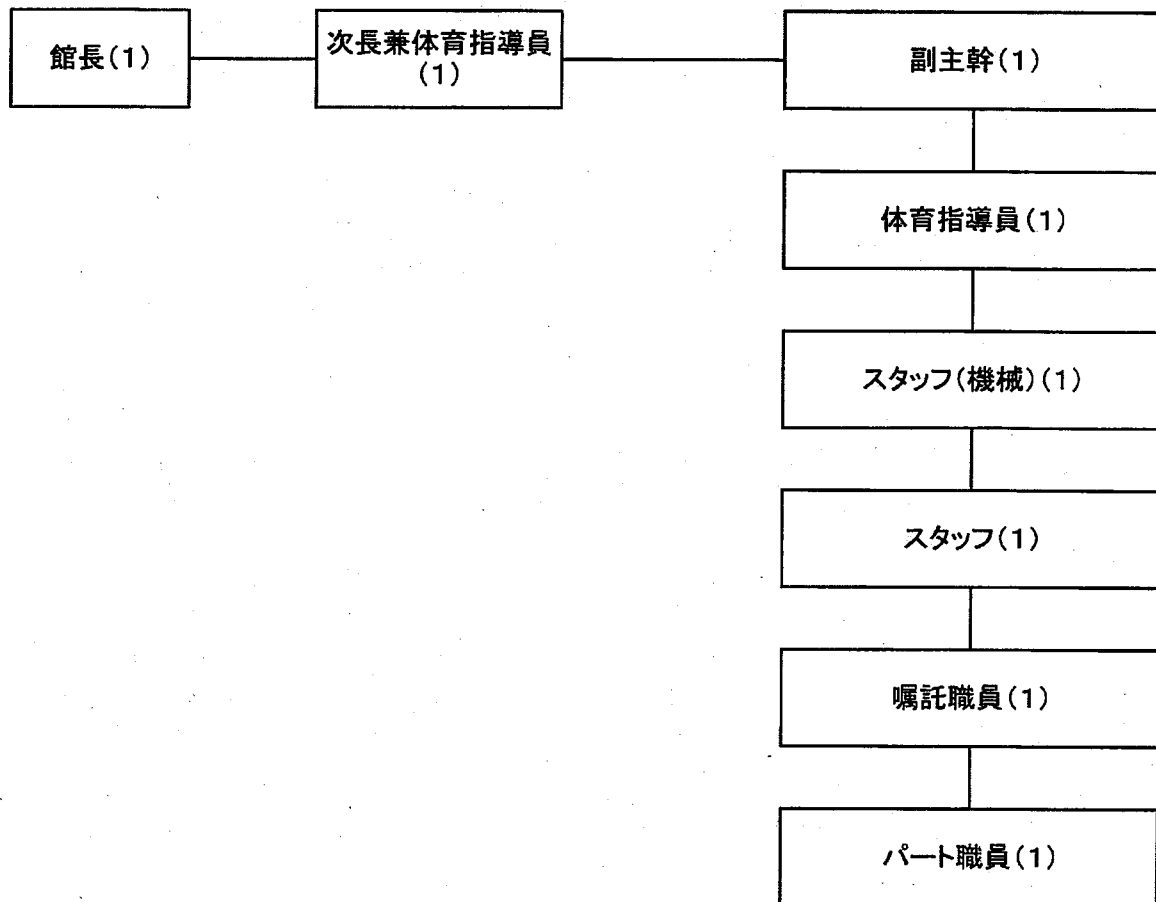 館長(1)
次長兼体育指導員
(1)
副主幹(1)
体育指導員(1)
スタッフ(機械)(1)
スタッフ(1)
嘱託職員(1)
パート職員(1)